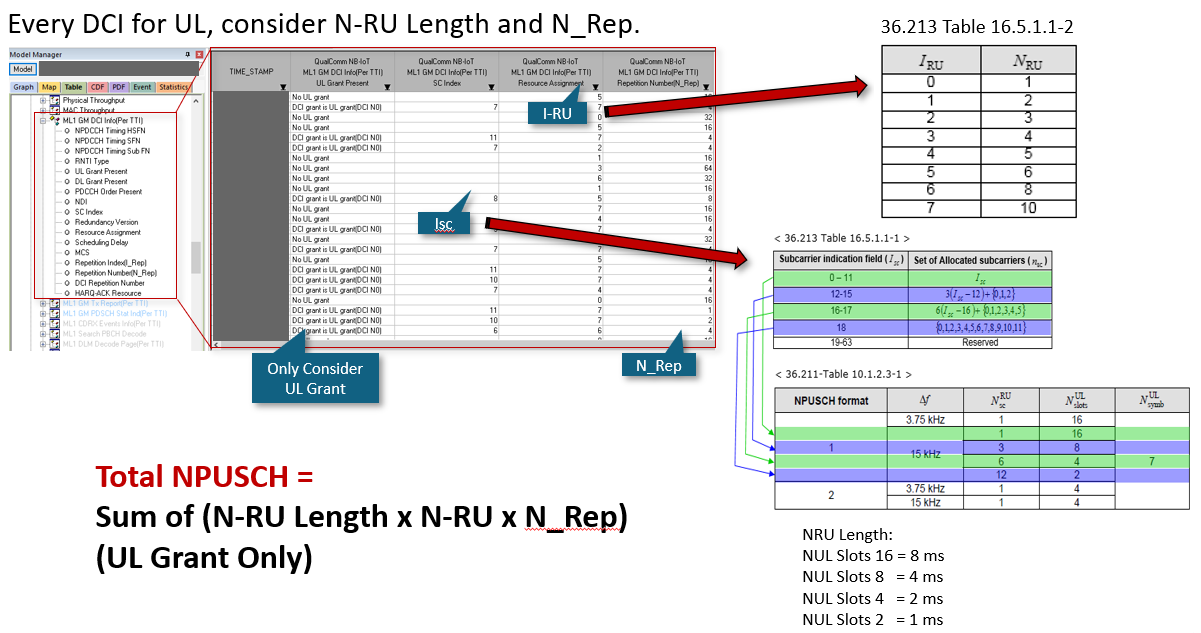 Every DCI for UL, consider N-RU Length and N_Rep.
36.213 Table 16.5.1.1-2
Model Manager
Model
Graph Map Table CDF PDF Event Statistics
Physical Throughput
MAC Throughput
ML1 GM DCI Info(Per TTI)
NPDCCH Timing HSFN
NPDCCH Timing SFN
NPDCCH Timing Sub FN
RNTI Type
UL Grant Present
DL Grant Present
PDCCH Order Present
NDI
SC Index
Redundancy Version
Resource Assignment
Scheduling Delay
MCS
Repetition Index(I_Rep)
Repetition Number(N_Rep)
DCI Repetition Number
HARQ-ACK Resource
ML1 GM Tx Report(Per TTI)
ML1 GM PDSCH Stat Ind(Per TTI)
ML1 CDRX Events Info(Per TTI)
ML1 Search PBCH Decode
ML1 DLM Decode Page(Per TTI)
TIME_STAMP
QualComm NB-IoT ML1 GM DCI Info(Per TTI) UL Grant Present
QualComm NB-IoT ML1 GM DCI Info(Per TTI) SC Index
QualComm NB-IoT ML1 GM DCI Info(Per TTI) Resource Assignment
QualComm NB-IoT ML1 GM DCI Info(Per TTI) Repetition Number(N_Rep)
No UL grant 5
DCI grant is UL grant(DCI N0) 7 7
No UL grant 0 32
No UL grant 5 16
DCI grant is UL grant(DCI N0) 11 7 4
DCI grant is UL grant(DCI N0) 7 2 4
No UL grant 1 16
No UL grant 3 64
No UL grant 6 32
No UL grant 1 16
DCI grant is UL grant(DCI N0) 8 5 8
No UL grant 7 16
No UL grant 4 16
DCI grant is UL grant(DCI N0) 7 4
No UL grant 32
DCI grant is UL grant(DCI N0) 7 7 4
No UL grant 5
DCI grant is UL grant(DCI N0) 11 7 4
DCI grant is UL grant(DCI N0) 10 7 4
DCI grant is UL grant(DCI N0) 7 4 4
No UL grant 0 16
DCI grant is UL grant(DCI N0) 11 7 1
DCI grant is UL grant(DCI N0) 10 7 2
DCI grant is UL grant(DCI N0) 6 6 4
I-RU
Isc
Only Consider
UL Grant
N_Rep
I_RU N_RU
0 1
1 2
2 3
3 4
4 5
5 6
6 8
7 10
< 36.213 Table 16.5.1.1-1 >
Subcarrier indication field (I_sc) Set of Allocated subcarriers (n_sc)
0 – 11 I_sc
12-15 3(I_sc −12)+{0,1,2}
16-17 6(I_sc −16)+{0,1,2,3,4,5}
18 {0,1,2,3,4,5,6,7,8,9,10,11}
19-63 Reserved
< 36.211-Table 10.1.2.3-1 >
NPUSCH format Δf N_sc^RU N_slots^UL N_symb^UL
3.75 kHz 1 16
1 16
1 15 kHz 3 8
6 4 7
12 2
2 3.75 kHz 1 4
15 kHz 1 4
Total NPUSCH =
Sum of (N-RU Length x N-RU x N_Rep)
(UL Grant Only)
NRU Length:
NUL Slots 16 = 8 ms
NUL Slots 8 = 4 ms
NUL Slots 4 = 2 ms
NUL Slots 2 = 1 ms